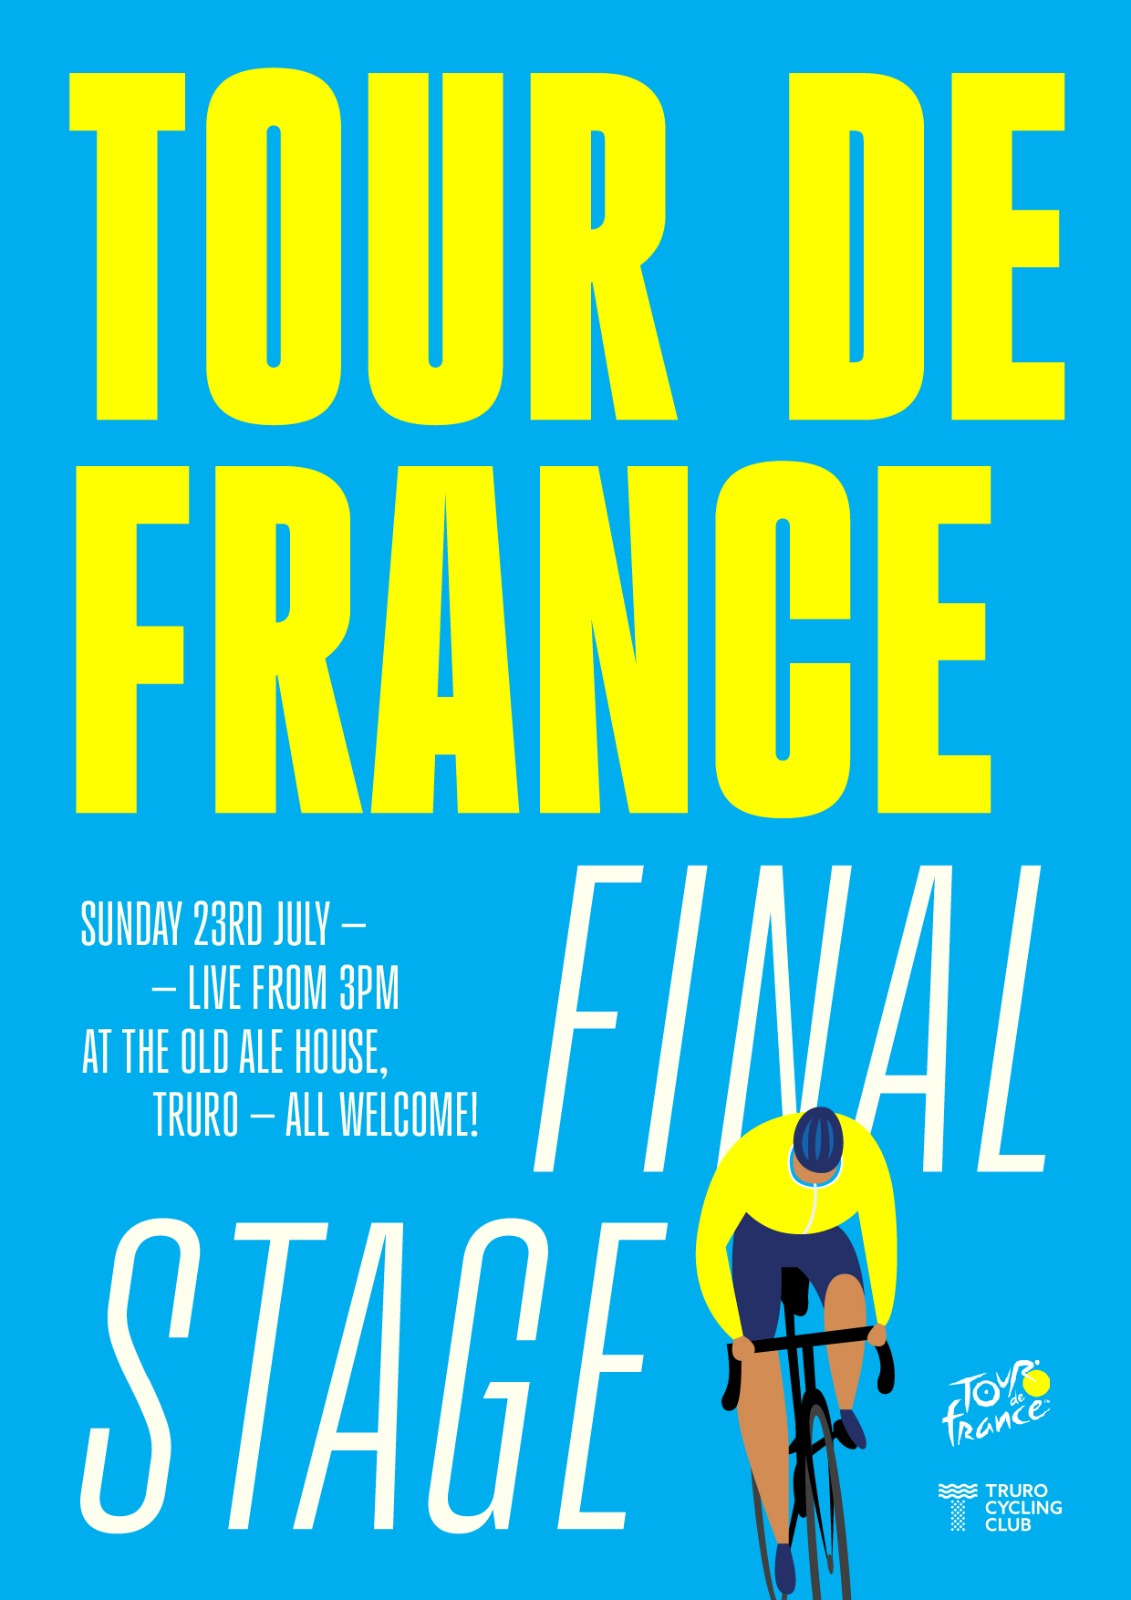 TOUR DE
FRANCE
FINAL
SUNDAY 23RD JULY –
– LIVE FROM 3PM
AT THE OLD ALE HOUSE,
TRURO – ALL WELCOME!
STAGE
TOUR
de
france™
TRURO
CYCLING
CLUB